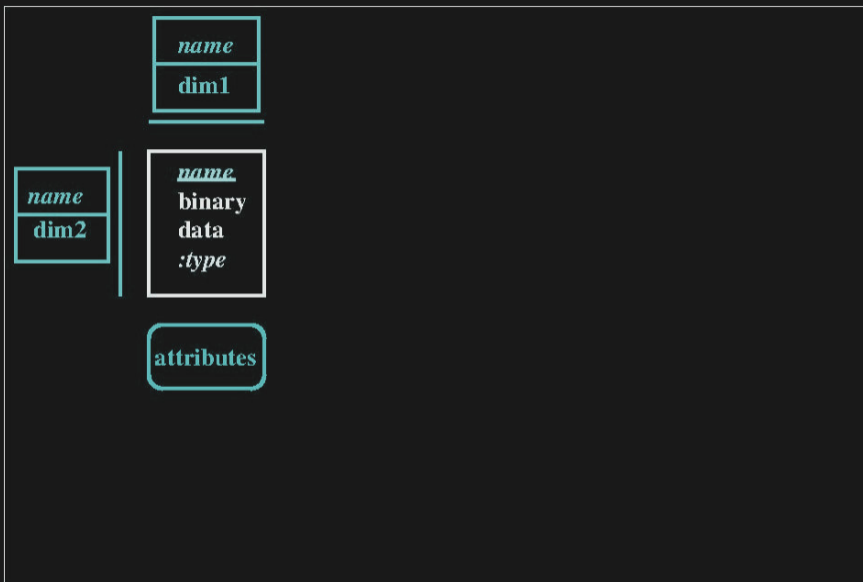 name
dim1
name
dim2
name
binary
data
:type
attributes